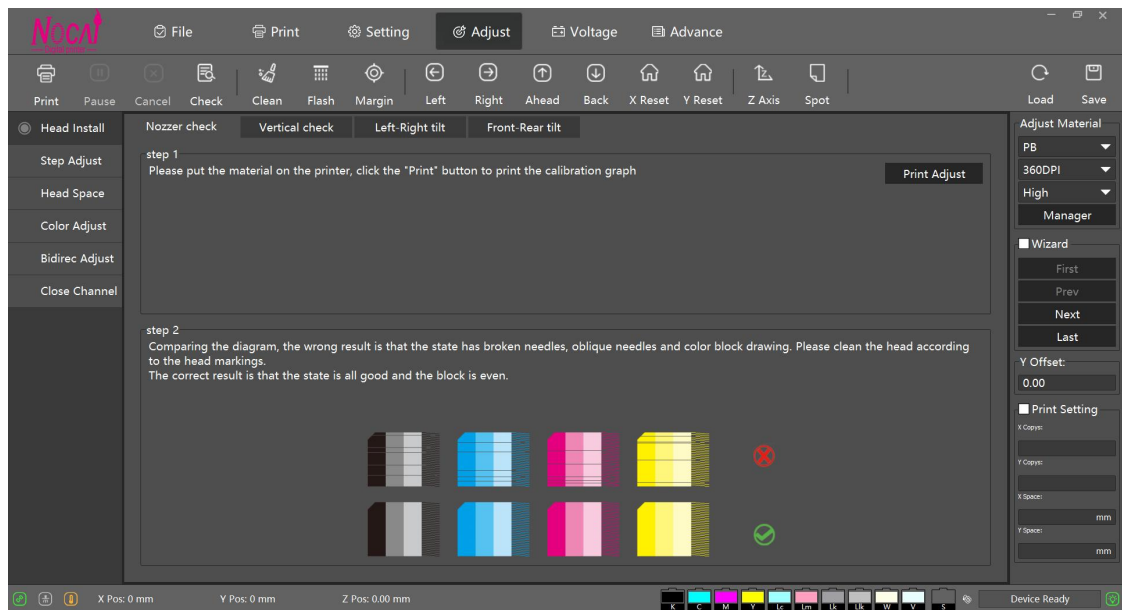 Nocai
File
Print
Setting
Adjust
Voltage
Advance
Print
Pause
Cancel
Check
Clean
Flash
Margin
Left
Right
Ahead
Back
X Reset
Y Reset
Z Axis
Spot
Load
Save
Head Install
Step Adjust
Head Space
Color Adjust
Bidirec Adjust
Close Channel
Nozzer check
Vertical check
Left-Right tilt
Front-Rear tilt
step 1
Please put the material on the printer, click the "Print" button to print the calibration graph
Print Adjust
step 2
Comparing the diagram, the wrong result is that the state has broken needles, oblique needles and color block drawing. Please clean the head according
to the head markings.
The correct result is that the state is all good and the block is even.
Adjust Material
PB
360DPI
High
Manager
Wizard
First
Prev
Next
Last
Y Offset:
0.00
Print Setting
X Copys:
Y Copys:
X Space:
mm
Y Space:
mm
X Pos: 0 mm
Y Pos: 0 mm
Z Pos: 0.00 mm
K
C
M
Y
Lc
Lm
Lk
Llk
W
V
S
Device Ready